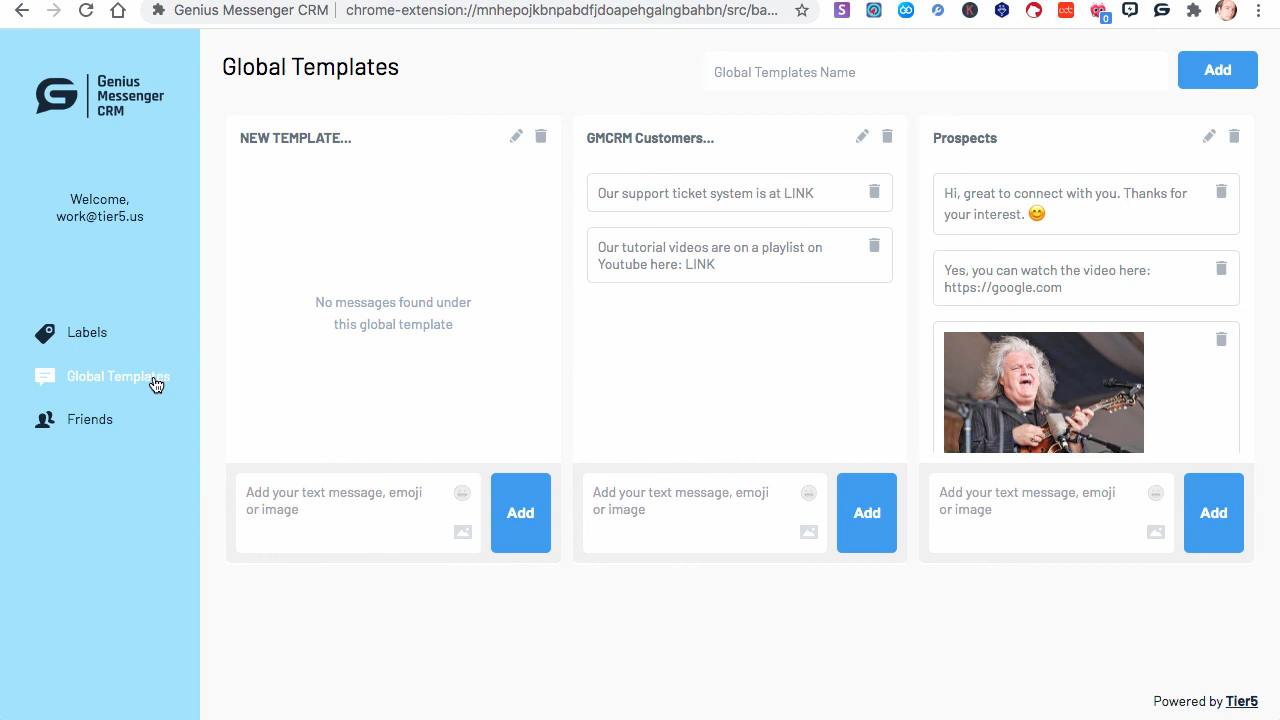 Genius Messenger CRM
chrome-extension://mnhepojkbnpabdfjdoapehgalngbahbn/src/ba...
0
Genius
Messenger
CRM
Welcome,
work@tier5.us
Labels
Global Templates
Friends
Global Templates
Global Templates Name
Add
NEW TEMPLATE...
No messages found under
this global template
Add your text message, emoji
or image
Add
GMCRM Customers...
Our support ticket system is at LINK
Our tutorial videos are on a playlist on
Youtube here: LINK
Add your text message, emoji
or image
Add
Prospects
Hi, great to connect with you. Thanks for
your interest. 😊
Yes, you can watch the video here:
https://google.com
Add your text message, emoji
or image
Add
Powered by Tier5